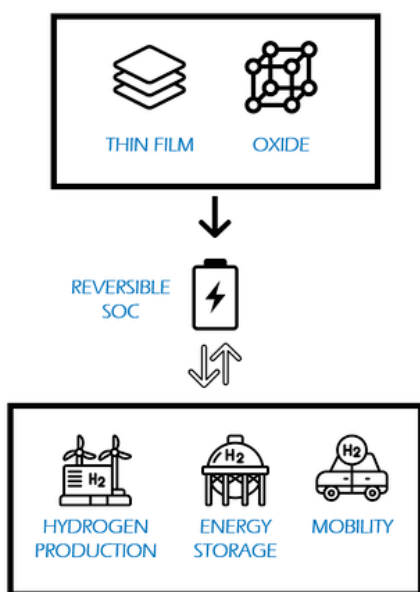 THIN FILM
OXIDE
REVERSIBLE
SOC
H2
H2
H2
HYDROGEN
PRODUCTION
ENERGY
STORAGE
MOBILITY